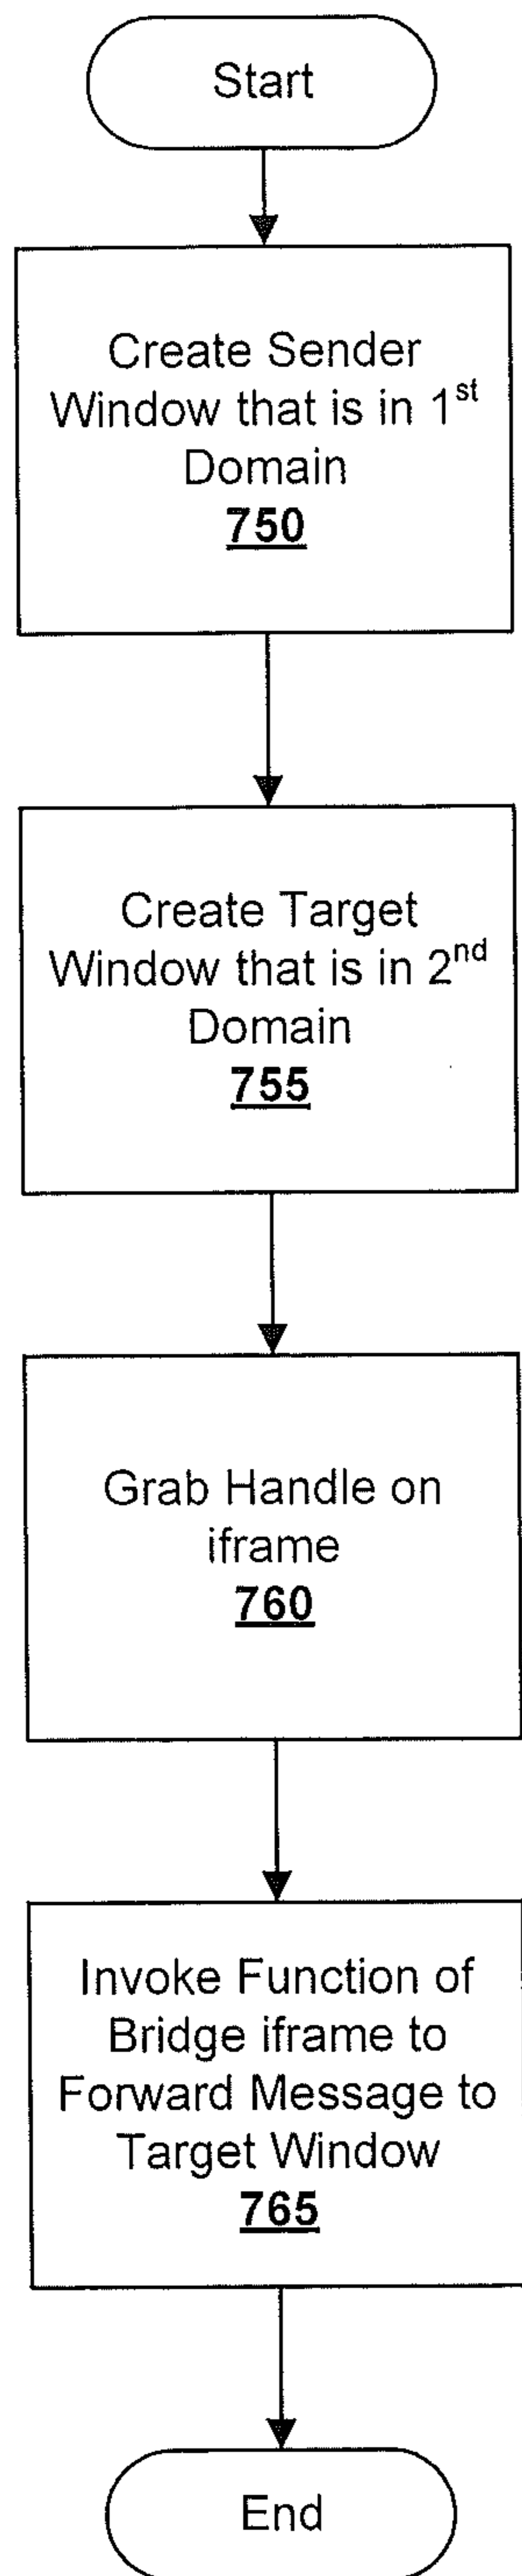 Start
Create Sender
Window that is in 1st
Domain
750
Create Target
Window that is in 2nd
Domain
755
Grab Handle on
iframe
760
Invoke Function of
Bridge iframe to
Forward Message to
Target Window
765
End